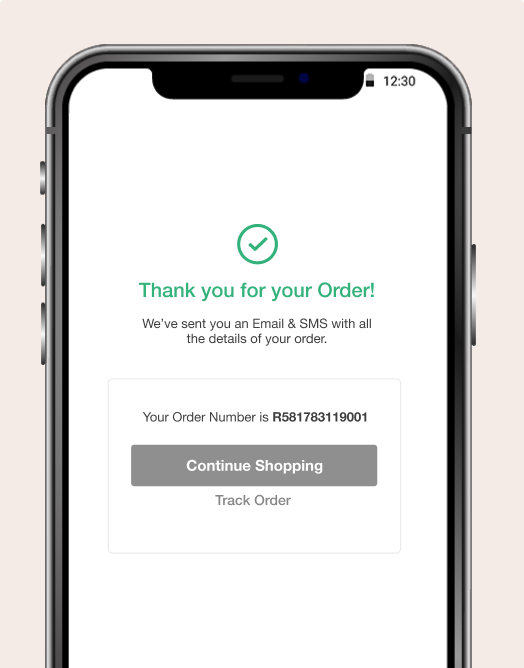 12:30
Thank you for your Order!
We've sent you an Email & SMS with all
the details of your order.
Your Order Number is R581783119001
Continue Shopping
Track Order